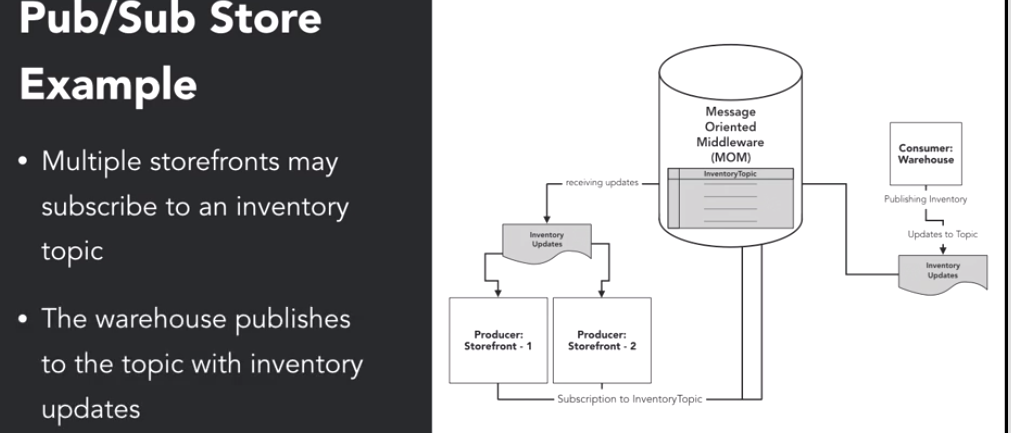 Pub/Sub Store
Example
• Multiple storefronts may
subscribe to an inventory
topic
• The warehouse publishes
to the topic with inventory
updates
Message
Oriented
Middleware
(MOM)
InventoryTopic
receiving updates
Inventory
Updates
Producer:
Storefront - 1
Producer:
Storefront - 2
Subscription to InventoryTopic
Consumer:
Warehouse
Publishing Inventory
Updates to Topic
Inventory
Updates